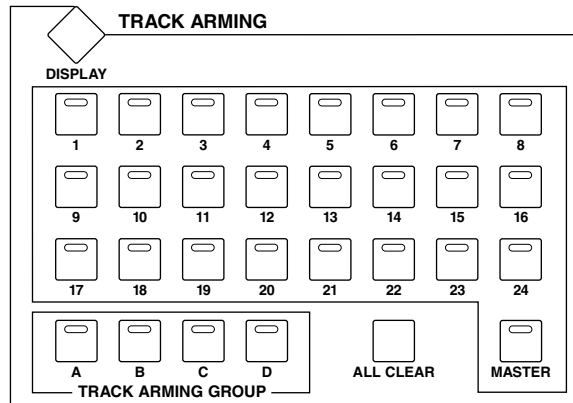 TRACK ARMING
DISPLAY
1 2 3 4 5 6 7 8
9 10 11 12 13 14 15 16
17 18 19 20 21 22 23 24
A B C D ALL CLEAR MASTER
TRACK ARMING GROUP